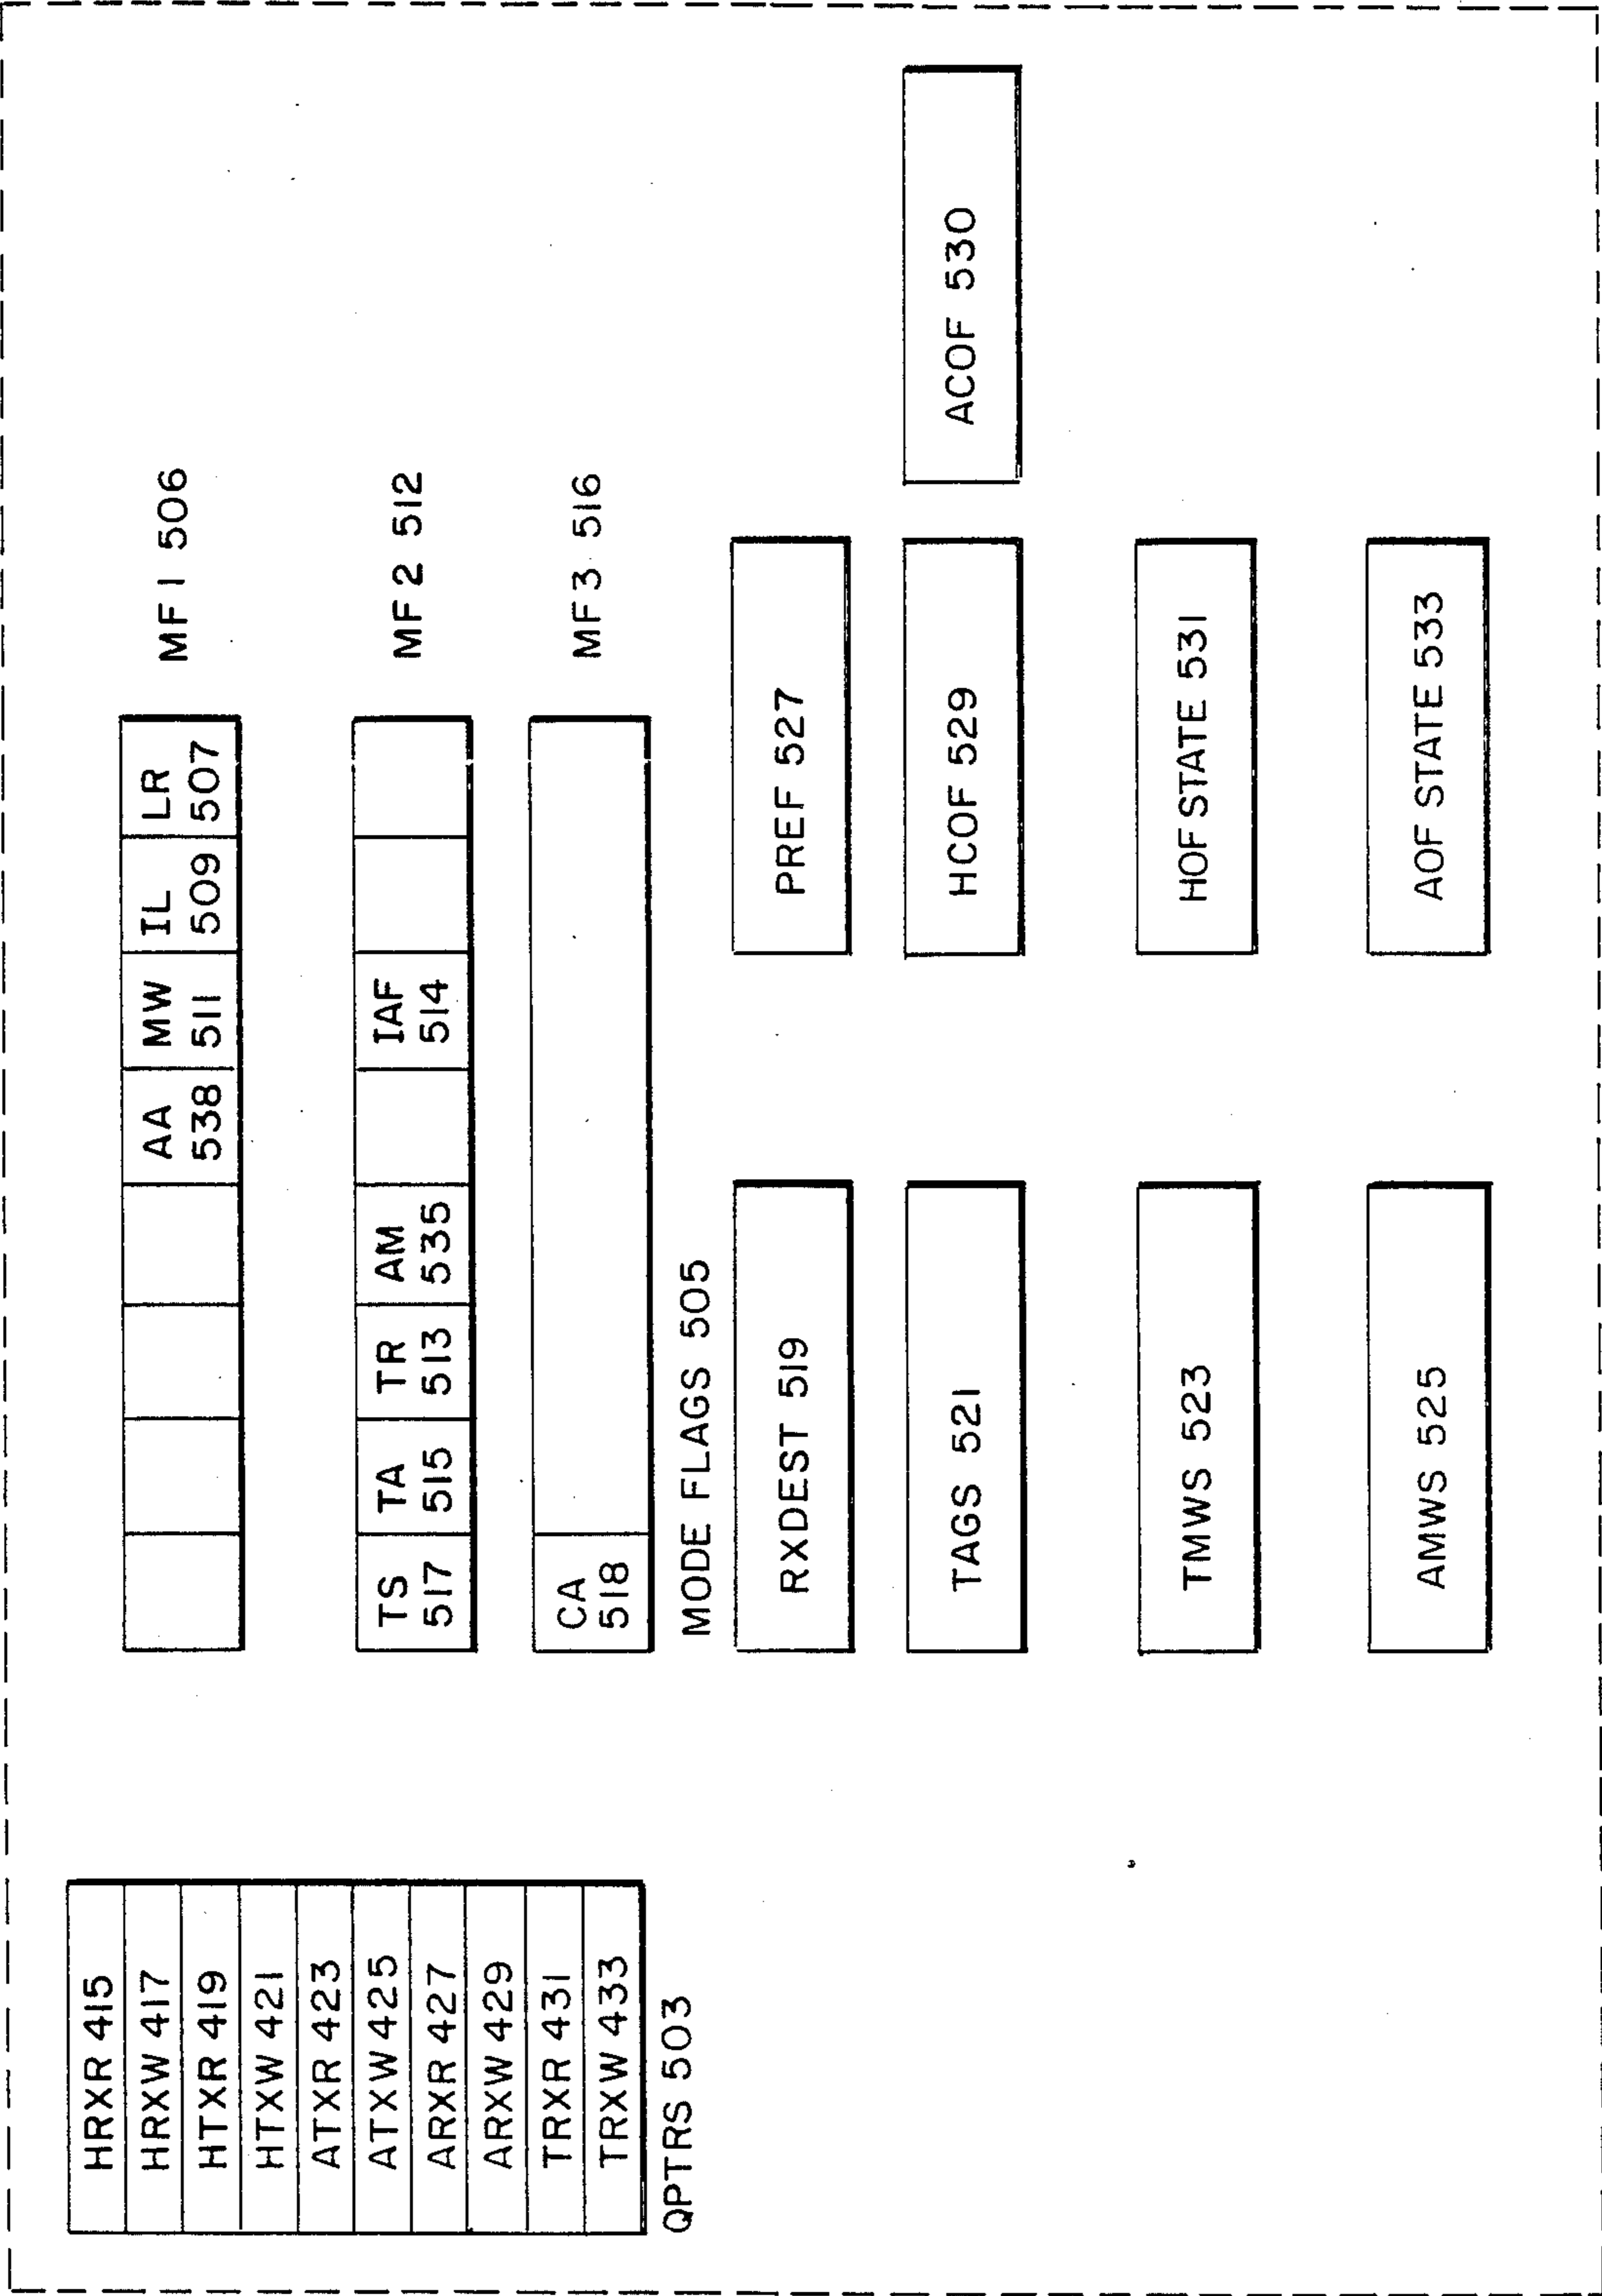 HRXR 415
HRXW 417
HTXR 419
HTXW 421
ATXR 423
ATXW 425
ARXR 427
ARXW 429
TRXR 431
TRXW 433
QPTRS 503
AA 538
MW 511
IL 509
LR 507
MF 1 506
TS 517
TA 515
TR 513
AM 535
IAF 514
MF 2 512
CA 518
MF 3 516
MODE FLAGS 505
RXDEST 519
PREF 527
TAGS 521
HCOF 529
ACOF 530
TMWS 523
HOF STATE 531
AMWS 525
AOF STATE 533